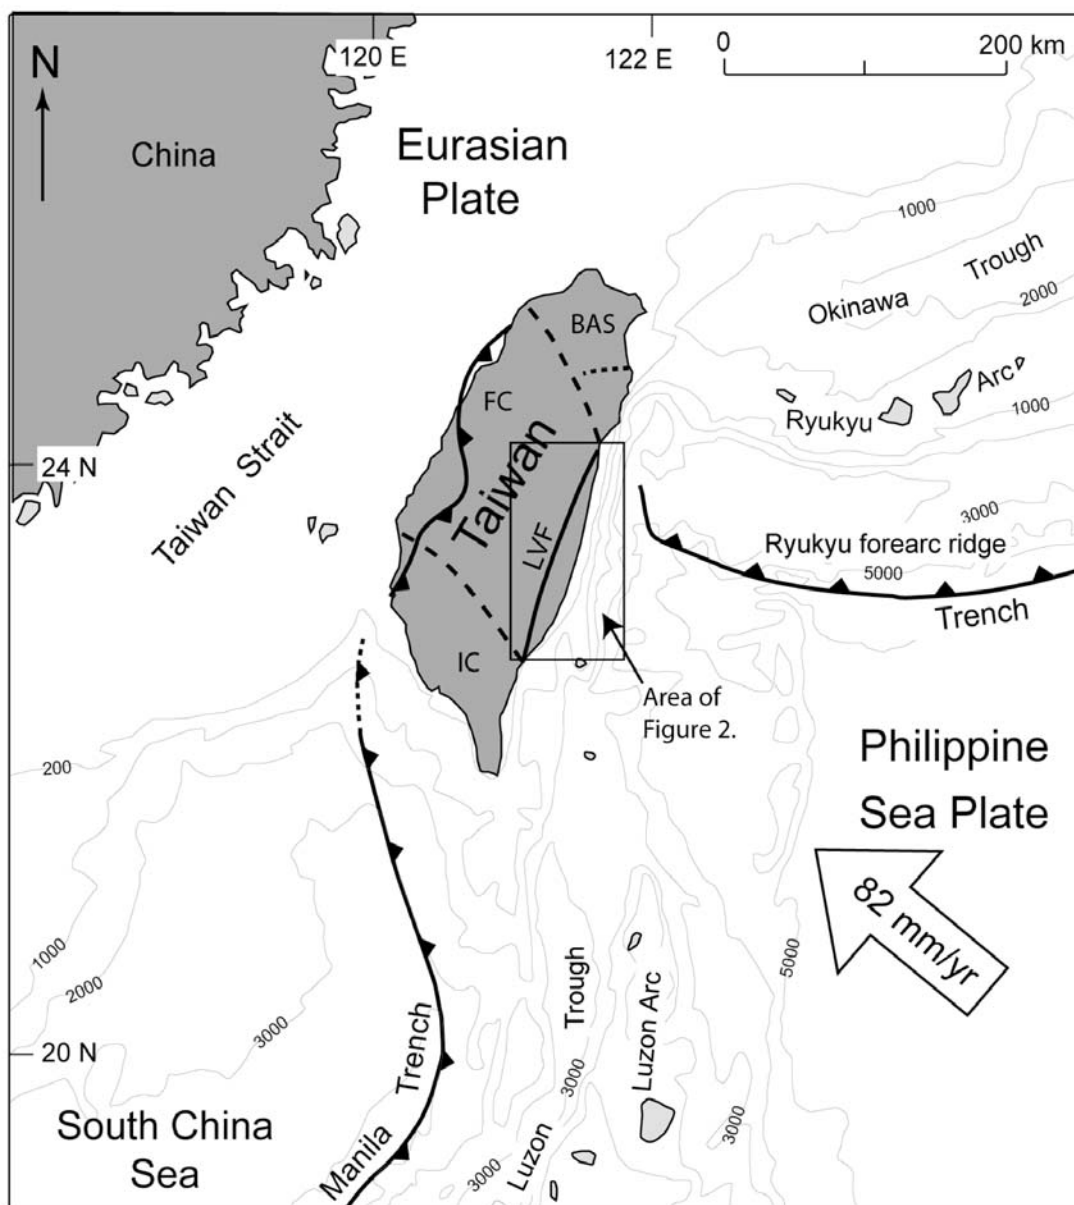 N
120 E
122 E
0
200 km
China
Eurasian
Plate
1000
Okinawa
Trough
2000
BAS
FC
Ryukyu
Arc
1000
24 N
Taiwan Strait
Taiwan
LVF
3000
Ryukyu forearc ridge
5000
Trench
IC
Area of
Figure 2.
Philippine
Sea Plate
200
82 mm/yr
1000
2000
3000
5000
Trough
Luzon Arc
20 N
Trench
3000
South China
Sea
Manila
3000
Luzon
3000